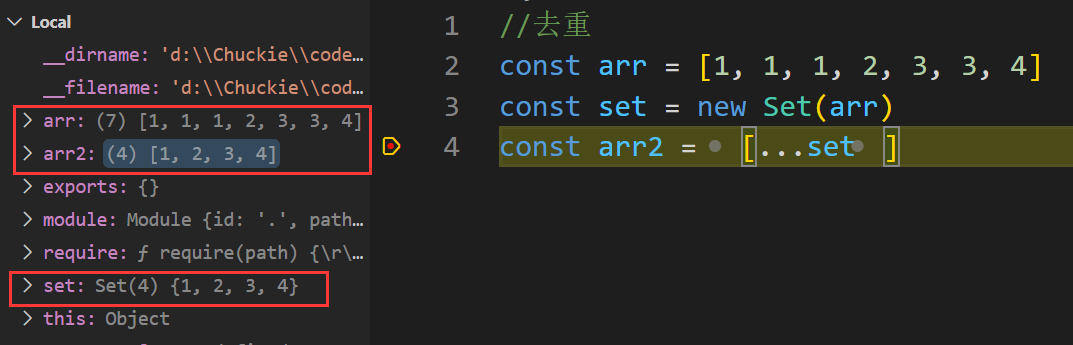 Local
__dirname: 'd:\\Chuckie\\code…
__filename: 'd:\\Chuckie\\cod…
arr: (7) [1, 1, 1, 2, 3, 3, 4]
arr2: (4) [1, 2, 3, 4]
exports: {}
module: Module {id: '.', path…
require: ƒ require(path) {\r\…
set: Set(4) {1, 2, 3, 4}
this: Object
1 //去重
2 const arr = [1, 1, 1, 2, 3, 3, 4]
3 const set = new Set(arr)
4 const arr2 = [...set ]